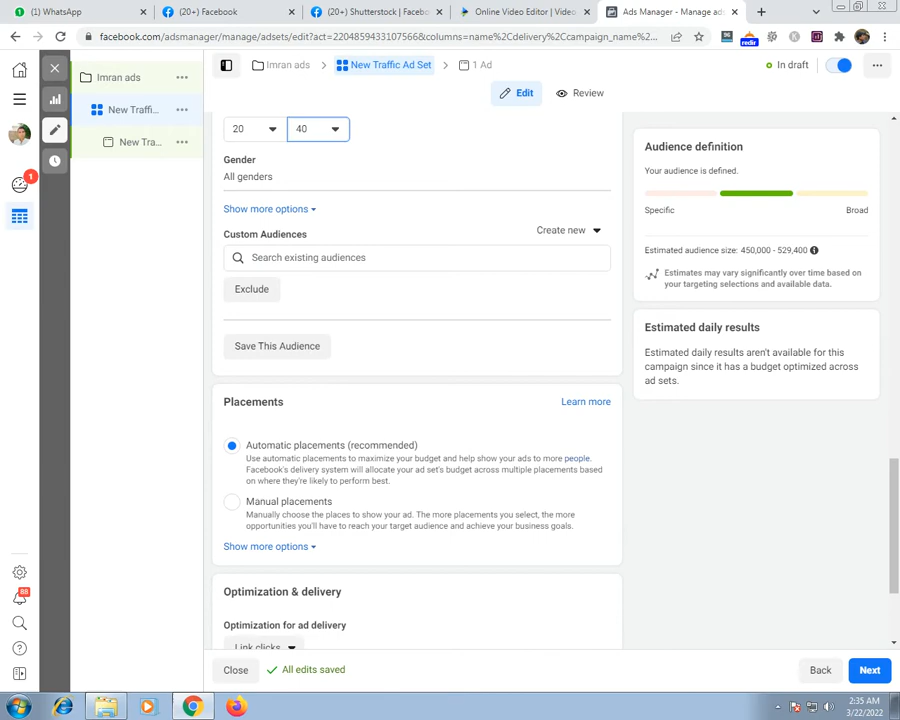 (1) WhatsApp
(20+) Facebook
(20+) Shutterstock | Facebo
Online Video Editor | Video
Ads Manager - Manage ads
facebook.com/adsmanager/manage/adsets/edit?act=2204859433107566&columns=name%2Cdelivery%2Ccampaign_name%...
redir
Imran ads
New Traffi...
New Tra...
1
88
Imran ads
New Traffic Ad Set
1 Ad
In draft
Edit
Review
20
40
Gender
All genders
Show more options
Custom Audiences
Create new
Search existing audiences
Exclude
Save This Audience
Placements
Learn more
Automatic placements (recommended)
Use automatic placements to maximize your budget and help show your ads to more people.
Facebook's delivery system will allocate your ad set's budget across multiple placements based
on where they're likely to perform best.
Manual placements
Manually choose the places to show your ad. The more placements you select, the more
opportunities you'll have to reach your target audience and achieve your business goals.
Show more options
Optimization & delivery
Optimization for ad delivery
Link clicks
Close
All edits saved
Back
Next
Audience definition
Your audience is defined.
Specific
Broad
Estimated audience size: 450,000 - 529,400
Estimates may vary significantly over time based on
your targeting selections and available data.
Estimated daily results
Estimated daily results aren't available for this
campaign since it has a budget optimized across
ad sets.
2:35 AM
3/22/2022